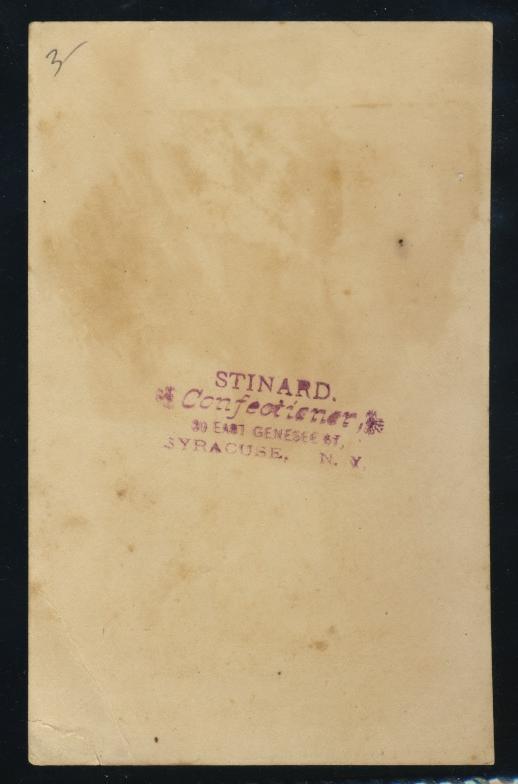 3
STINARD.
Confectioner,
30 EAST GENESEE ST,
SYRACUSE, N. Y.